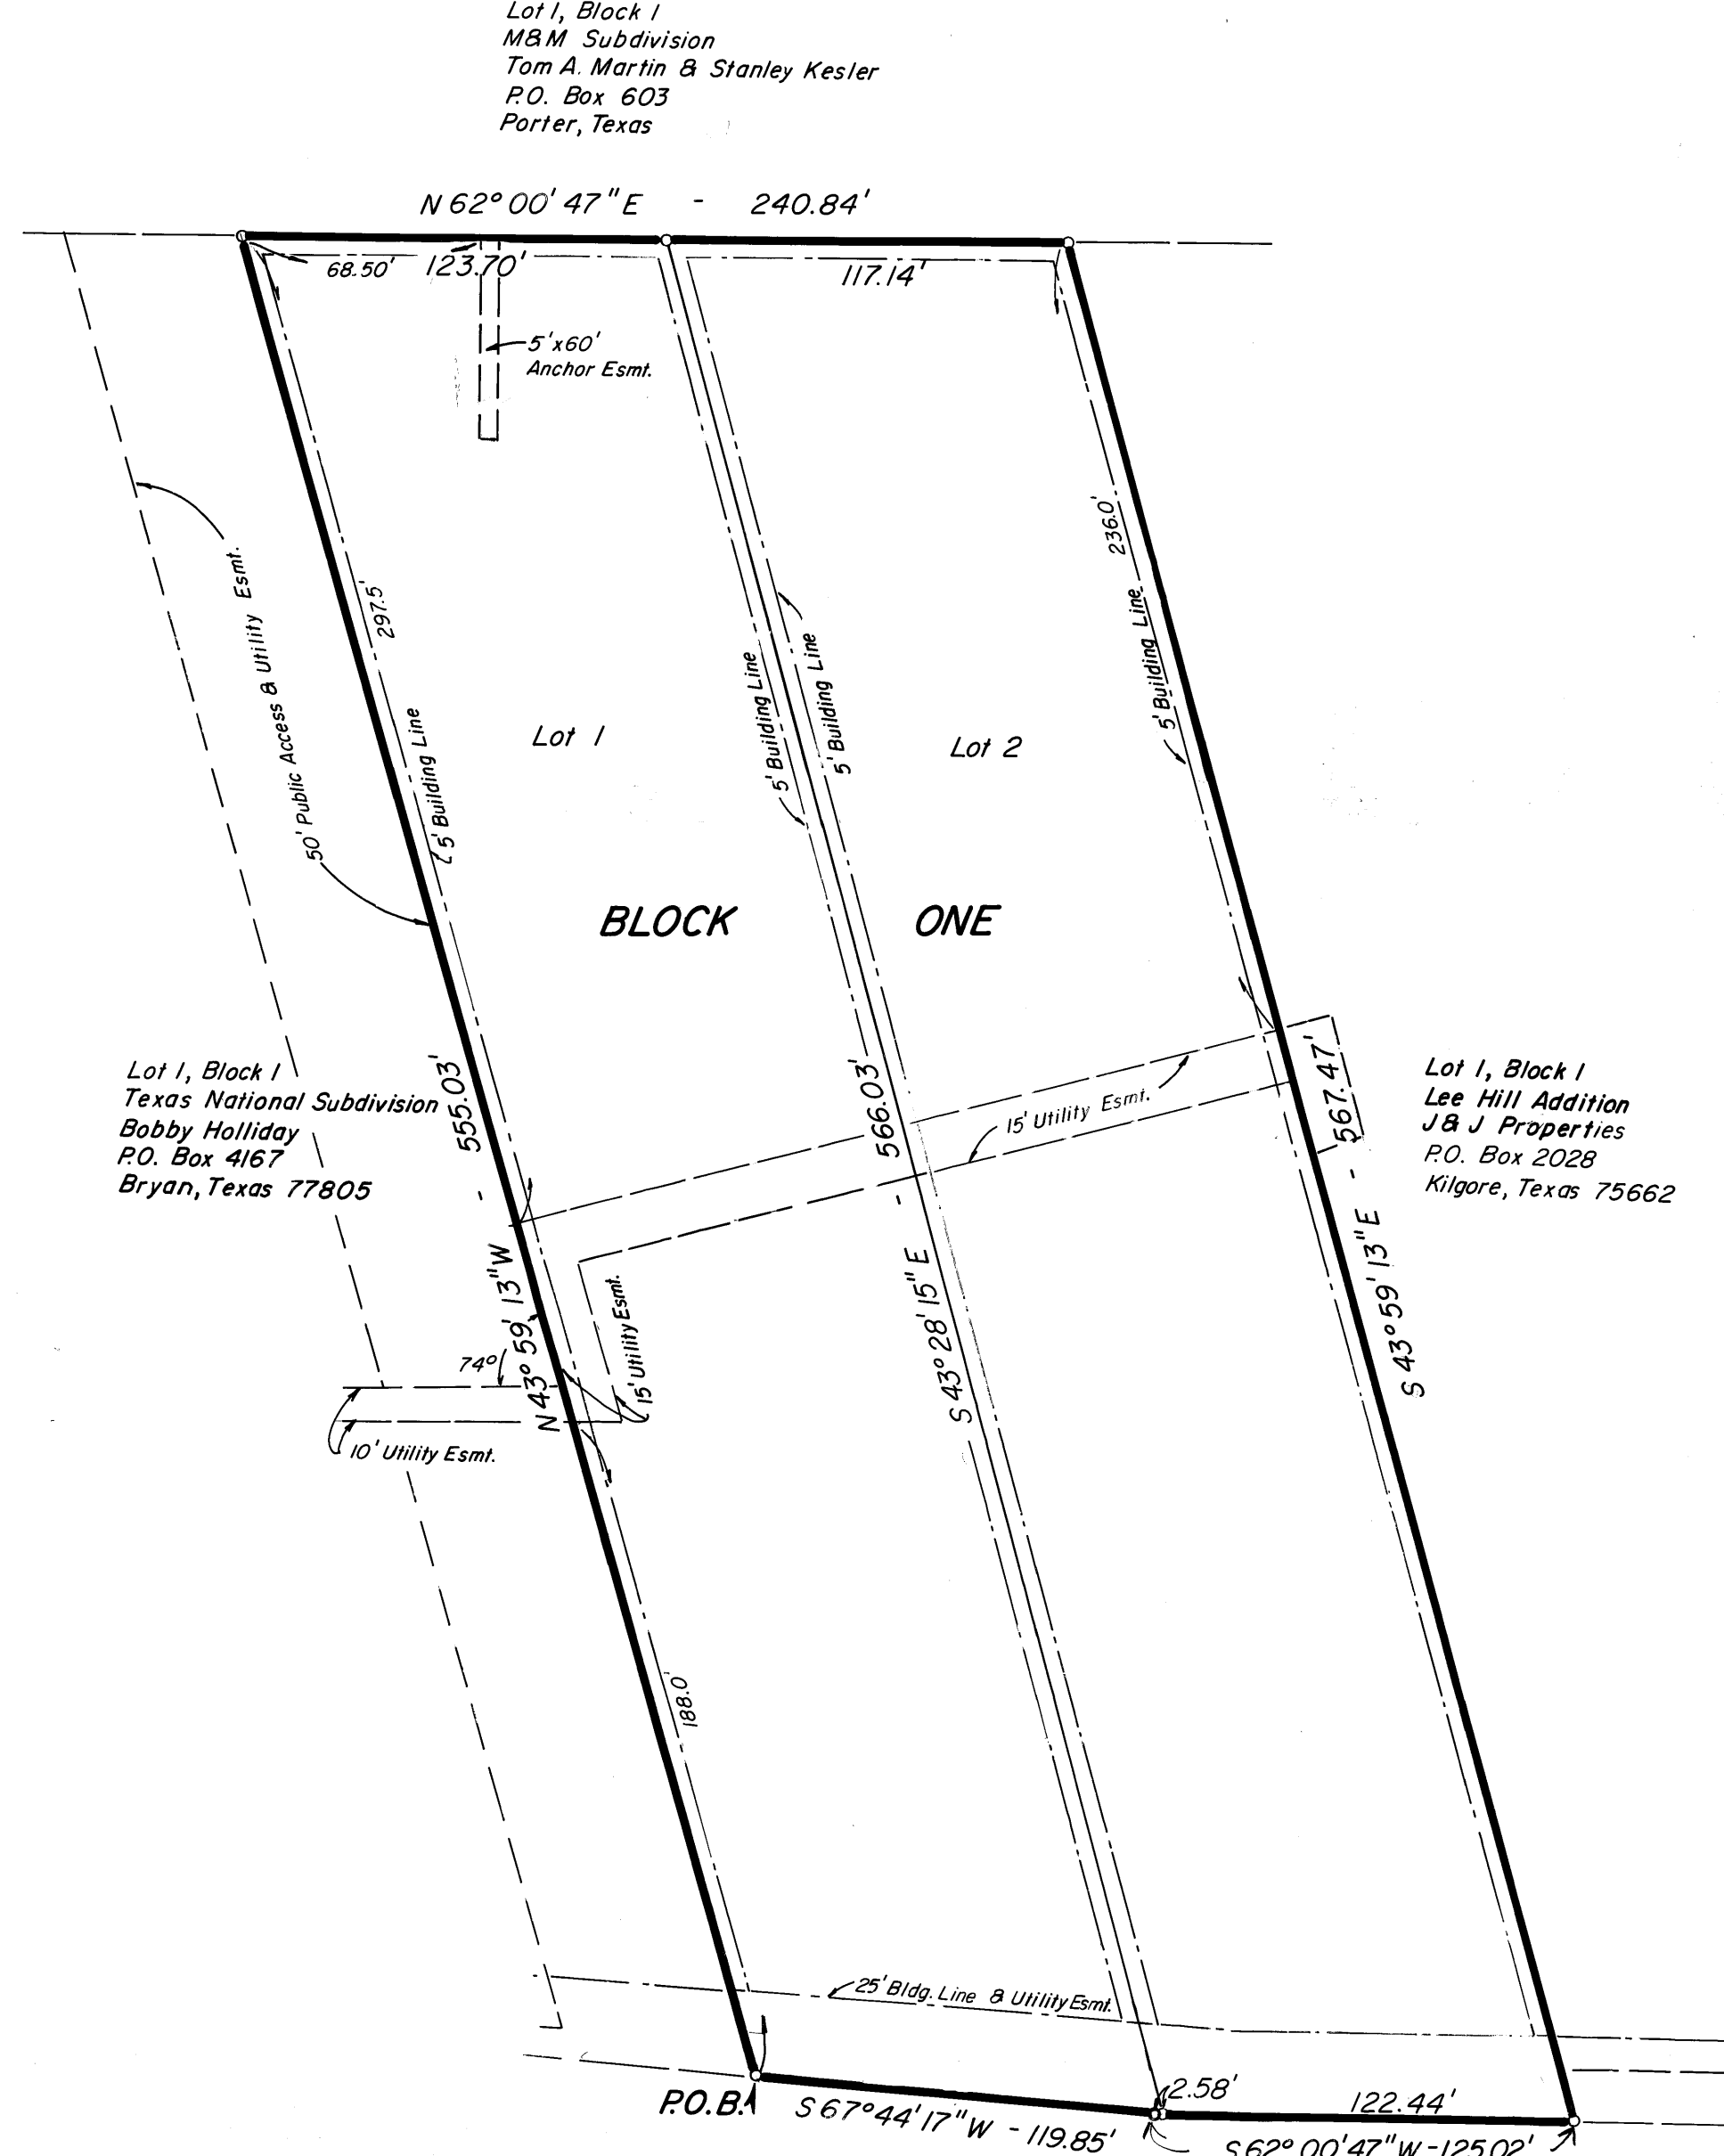 Lot 1, Block 1
M&M Subdivision
Tom A. Martin & Stanley Kesler
P.O. Box 603
Porter, Texas
N 62° 00' 47" E - 240.84'
68.50'
123.70'
117.14'
5' x 60'
Anchor Esmt.
236.0'
297.5'
50' Public Access & Utility Esmt.
5' Building Line
5' Building Line
5' Building Line
5' Building Line
Lot 1
Lot 2
BLOCK ONE
Lot 1, Block 1
Texas National Subdivision
Bobby Holliday
P.O. Box 4167
Bryan, Texas 77805
N 43° 59' 13" W - 555.03'
S 43° 28' 15" E - 566.03'
15' Utility Esmt.
S 43° 59' 13" E - 567.47'
Lot 1, Block 1
Lee Hill Addition
J & J Properties
P.O. Box 2028
Kilgore, Texas 75662
15' Utility Esmt.
74°
10' Utility Esmt.
188.0'
25' Bldg. Line & Utility Esmt.
P.O.B.
S 67° 44' 17" W - 119.85'
2.58'
122.44'
S 62° 00' 47" W - 125.02'